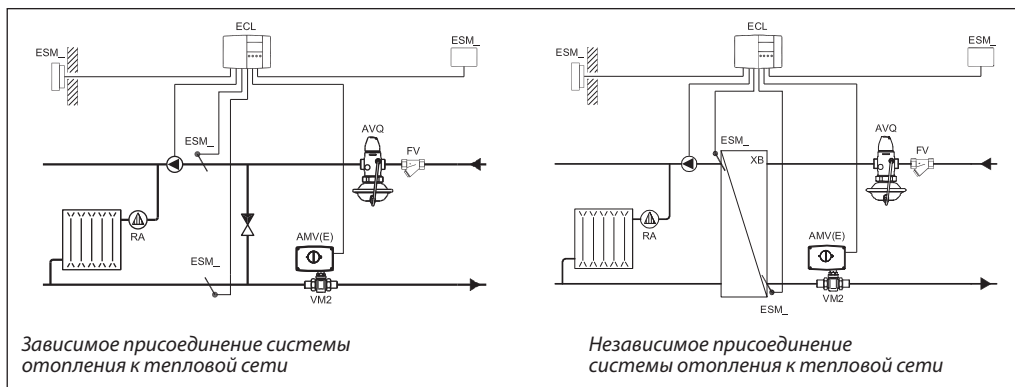 ECL
ESM_
ESM_
AVQ
FV
ESM_
RA
AMV(E)
ESM_
VM2
Зависимое присоединение системы
отопления к тепловой сети
ECL
ESM_
ESM_
AVQ
FV
ESM_
XB
RA
AMV(E)
VM2
ESM_
Независимое присоединение
системы отопления к тепловой сети